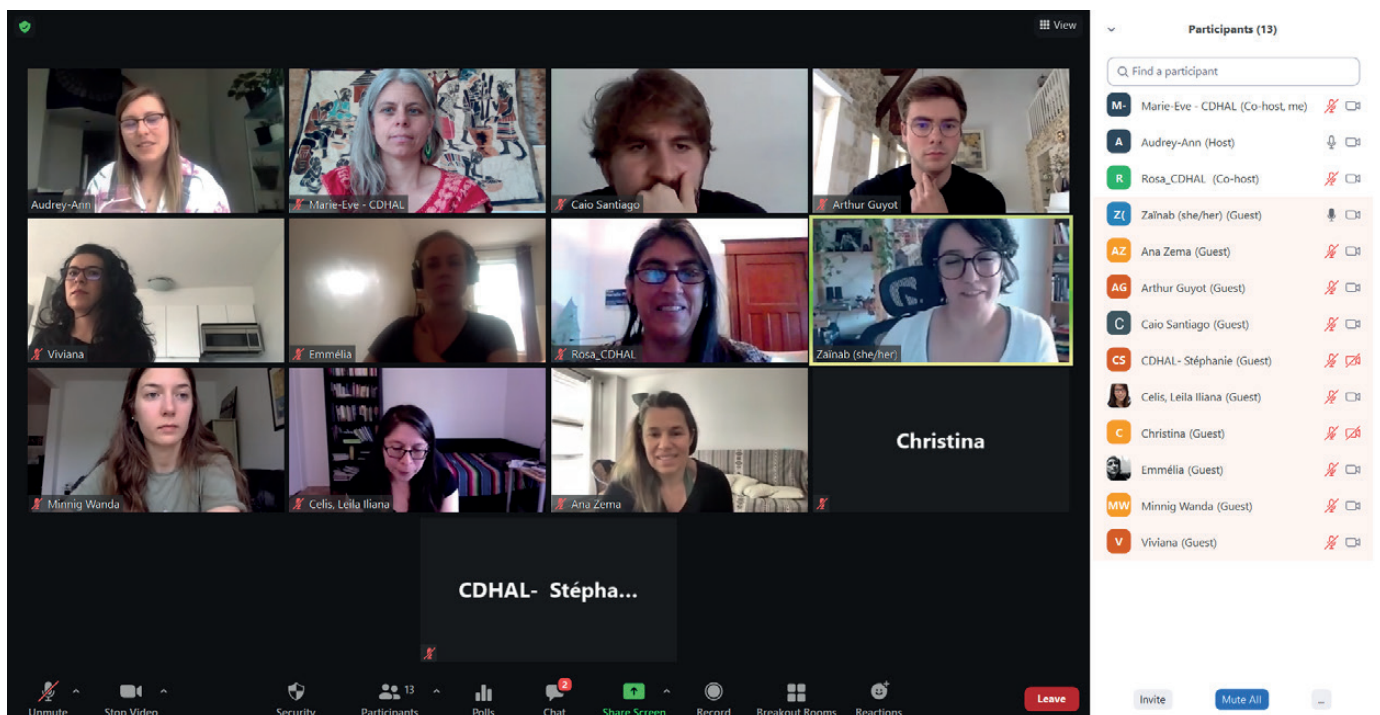 View
Audrey-Ann
Marie-Eve - CDHAL
Caio Santiago
Arthur Guyot
Viviana
Emmélia
Rosa_CDHAL
Zaïnab (she/her)
Minnig Wanda
Celis, Leila Iliana
Ana Zema
Christina
CDHAL- Stépha...
Unmute
Stop Video
Security
13
Participants
Polls
2
Chat
Share Screen
Record
Breakout Rooms
Reactions
Leave
Participants (13)
Find a participant
M- Marie-Eve - CDHAL (Co-host, me)
A Audrey-Ann (Host)
R Rosa_CDHAL (Co-host)
Z( Zaïnab (she/her) (Guest)
AZ Ana Zema (Guest)
AG Arthur Guyot (Guest)
C Caio Santiago (Guest)
CS CDHAL- Stéphanie (Guest)
Celis, Leila Iliana (Guest)
C Christina (Guest)
Emmélia (Guest)
MW Minnig Wanda (Guest)
V Viviana (Guest)
Invite
Mute All
...